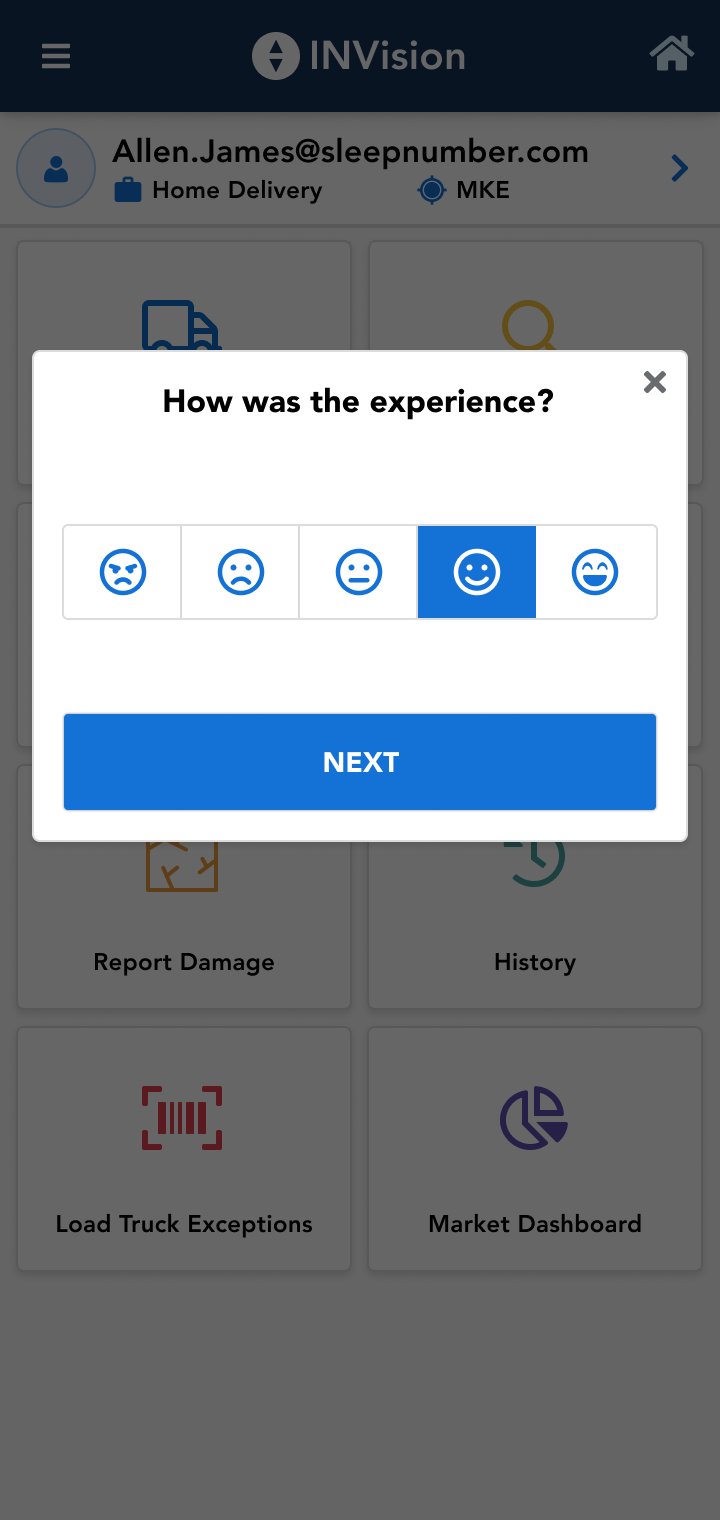 INVision
Allen.James@sleepnumber.com
Home Delivery
MKE
How was the experience?
NEXT
Report Damage
History
Load Truck Exceptions
Market Dashboard